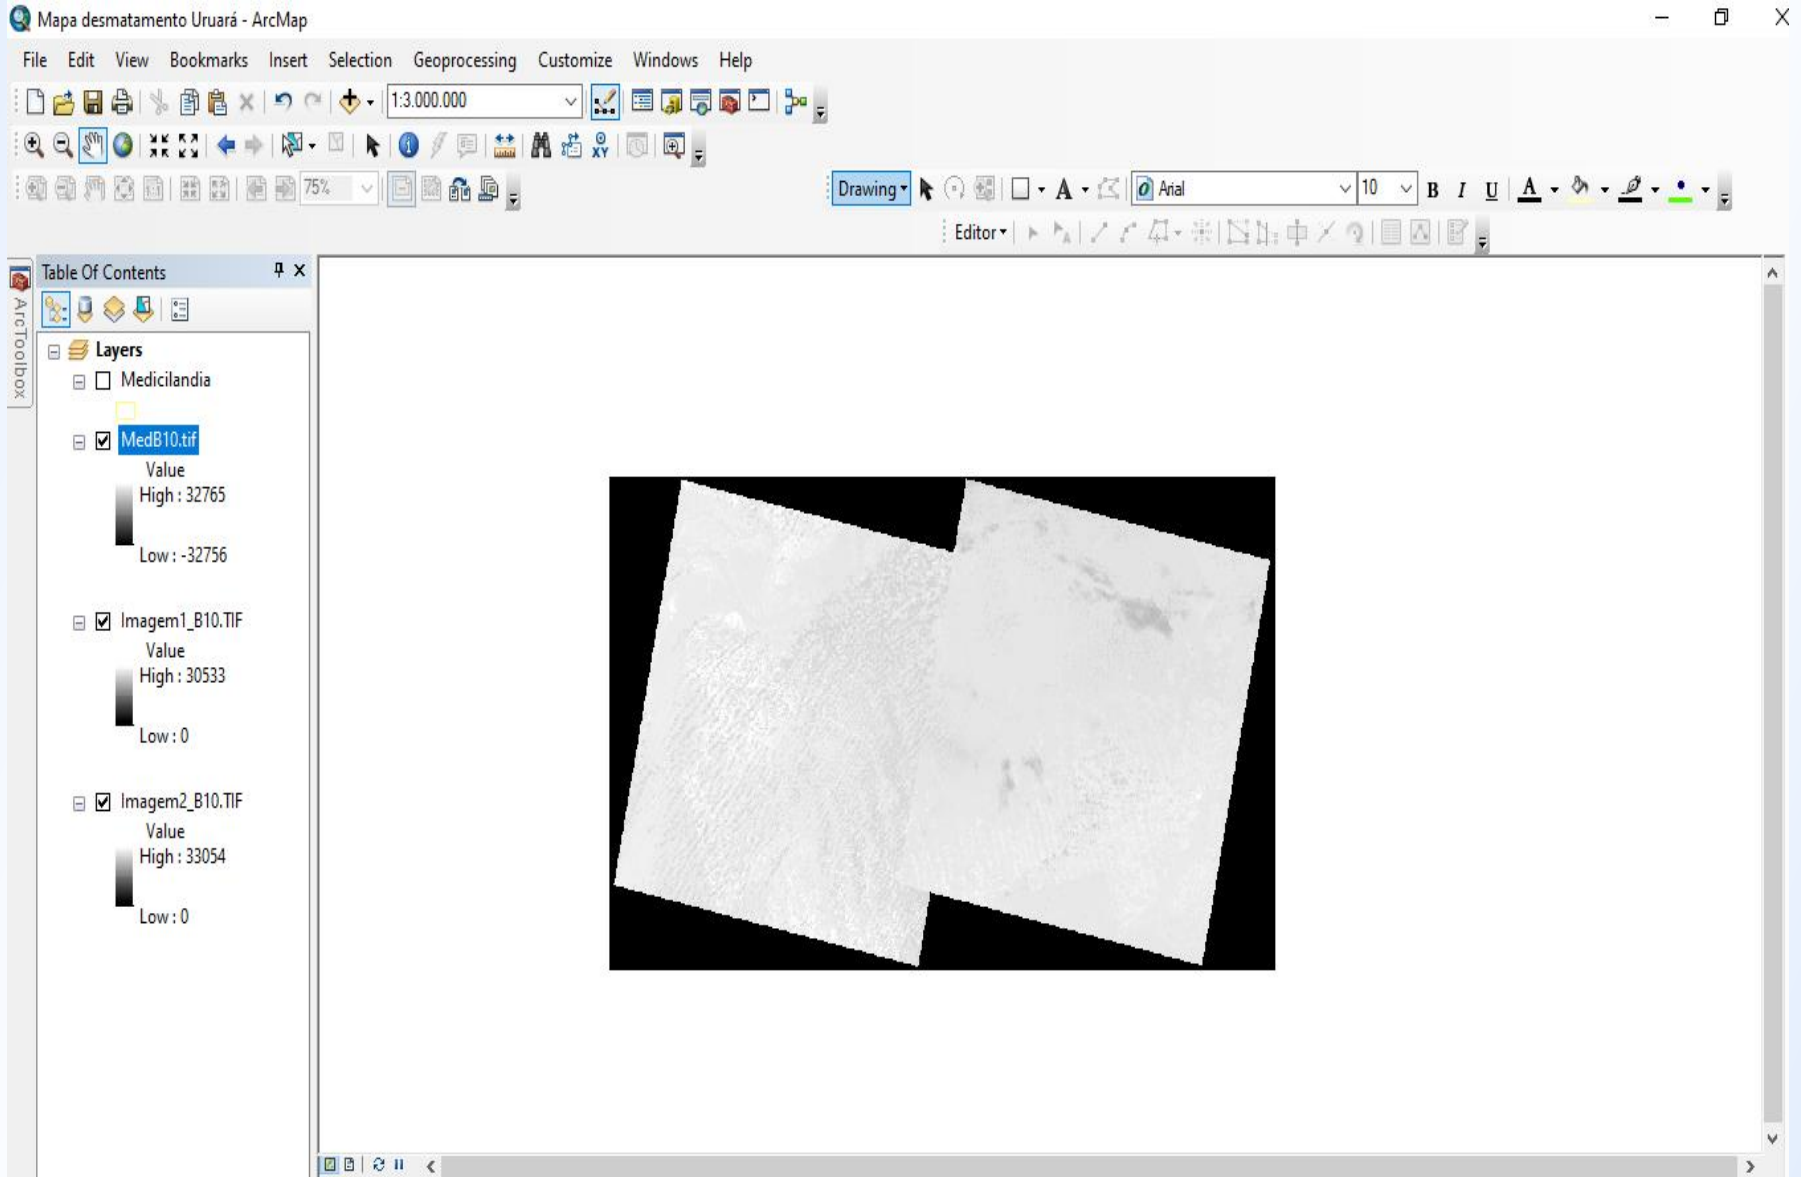 Mapa desmatamento Uruará - ArcMap
File Edit View Bookmarks Insert Selection Geoprocessing Customize Windows Help
1:3.000.000
XY
75%
Drawing
A
Arial
10
B I U A
Editor
Table Of Contents
ArcToolbox
Layers
Medicilandia
MedB10.tif
Value
High : 32765
Low : -32756
Imagem1_B10.TIF
Value
High : 30533
Low : 0
Imagem2_B10.TIF
Value
High : 33054
Low : 0